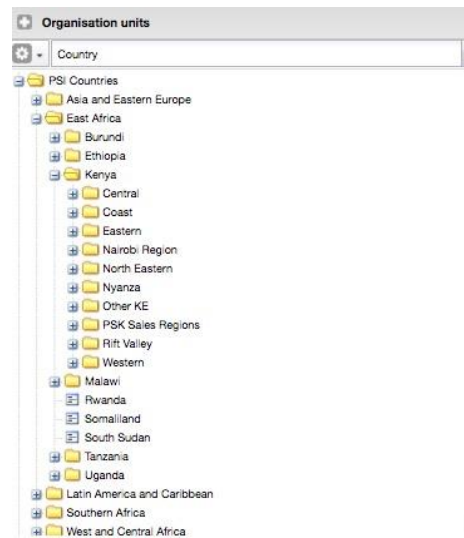 Organisation units
Country
PSI Countries
Asia and Eastern Europe
East Africa
Burundi
Ethiopia
Kenya
Central
Coast
Eastern
Nairobi Region
North Eastern
Nyanza
Other KE
PSK Sales Regions
Rift Valley
Western
Malawi
Rwanda
Somaliland
South Sudan
Tanzania
Uganda
Latin America and Caribbean
Southern Africa
West and Central Africa